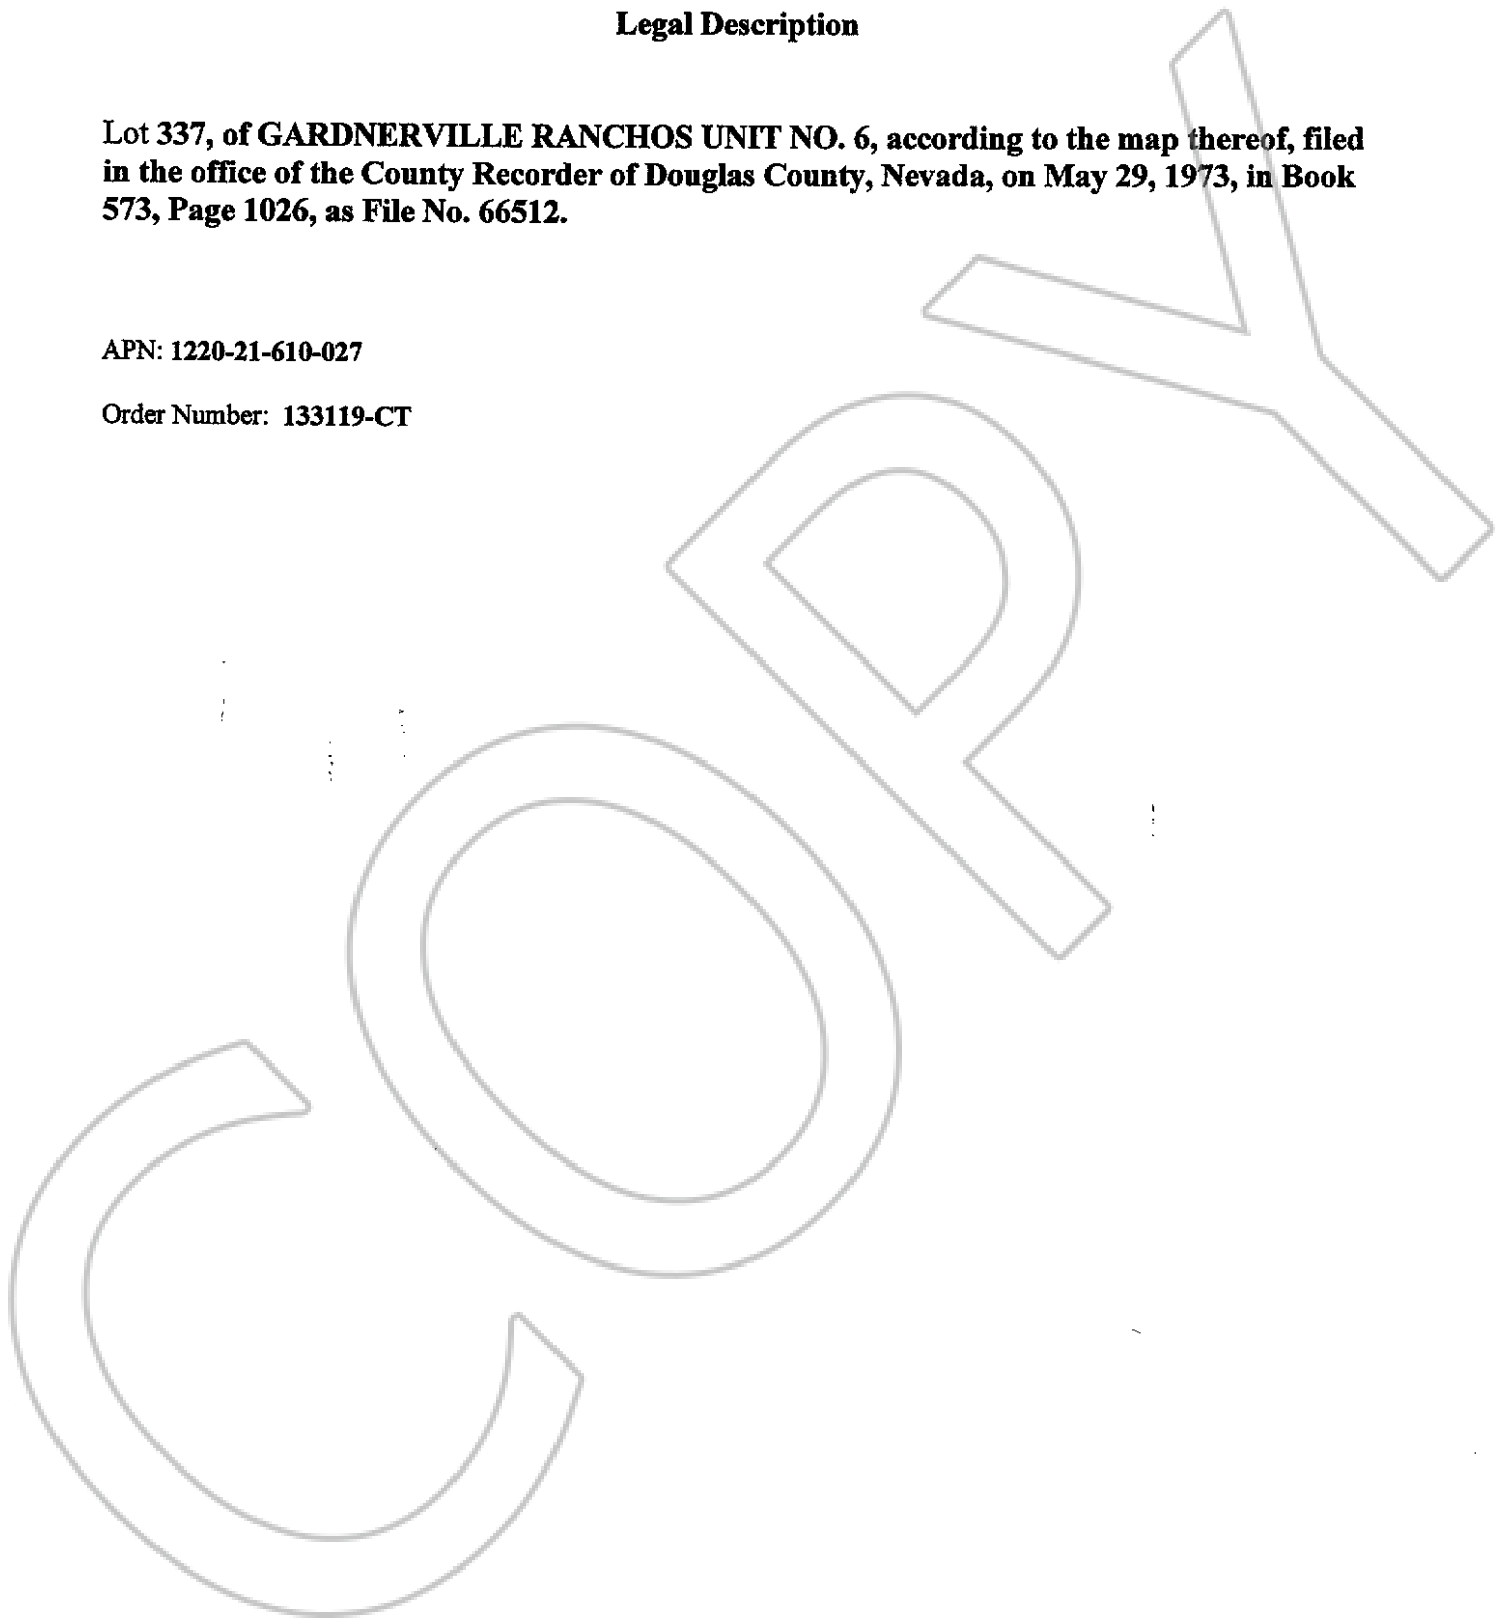 Legal Description
Lot 337, of GARDNERVILLE RANCHOS UNIT NO. 6, according to the map thereof, filed
in the office of the County Recorder of Douglas County, Nevada, on May 29, 1973, in Book
573, Page 1026, as File No. 66512.
APN: 1220-21-610-027
Order Number: 133119-CT
COPY